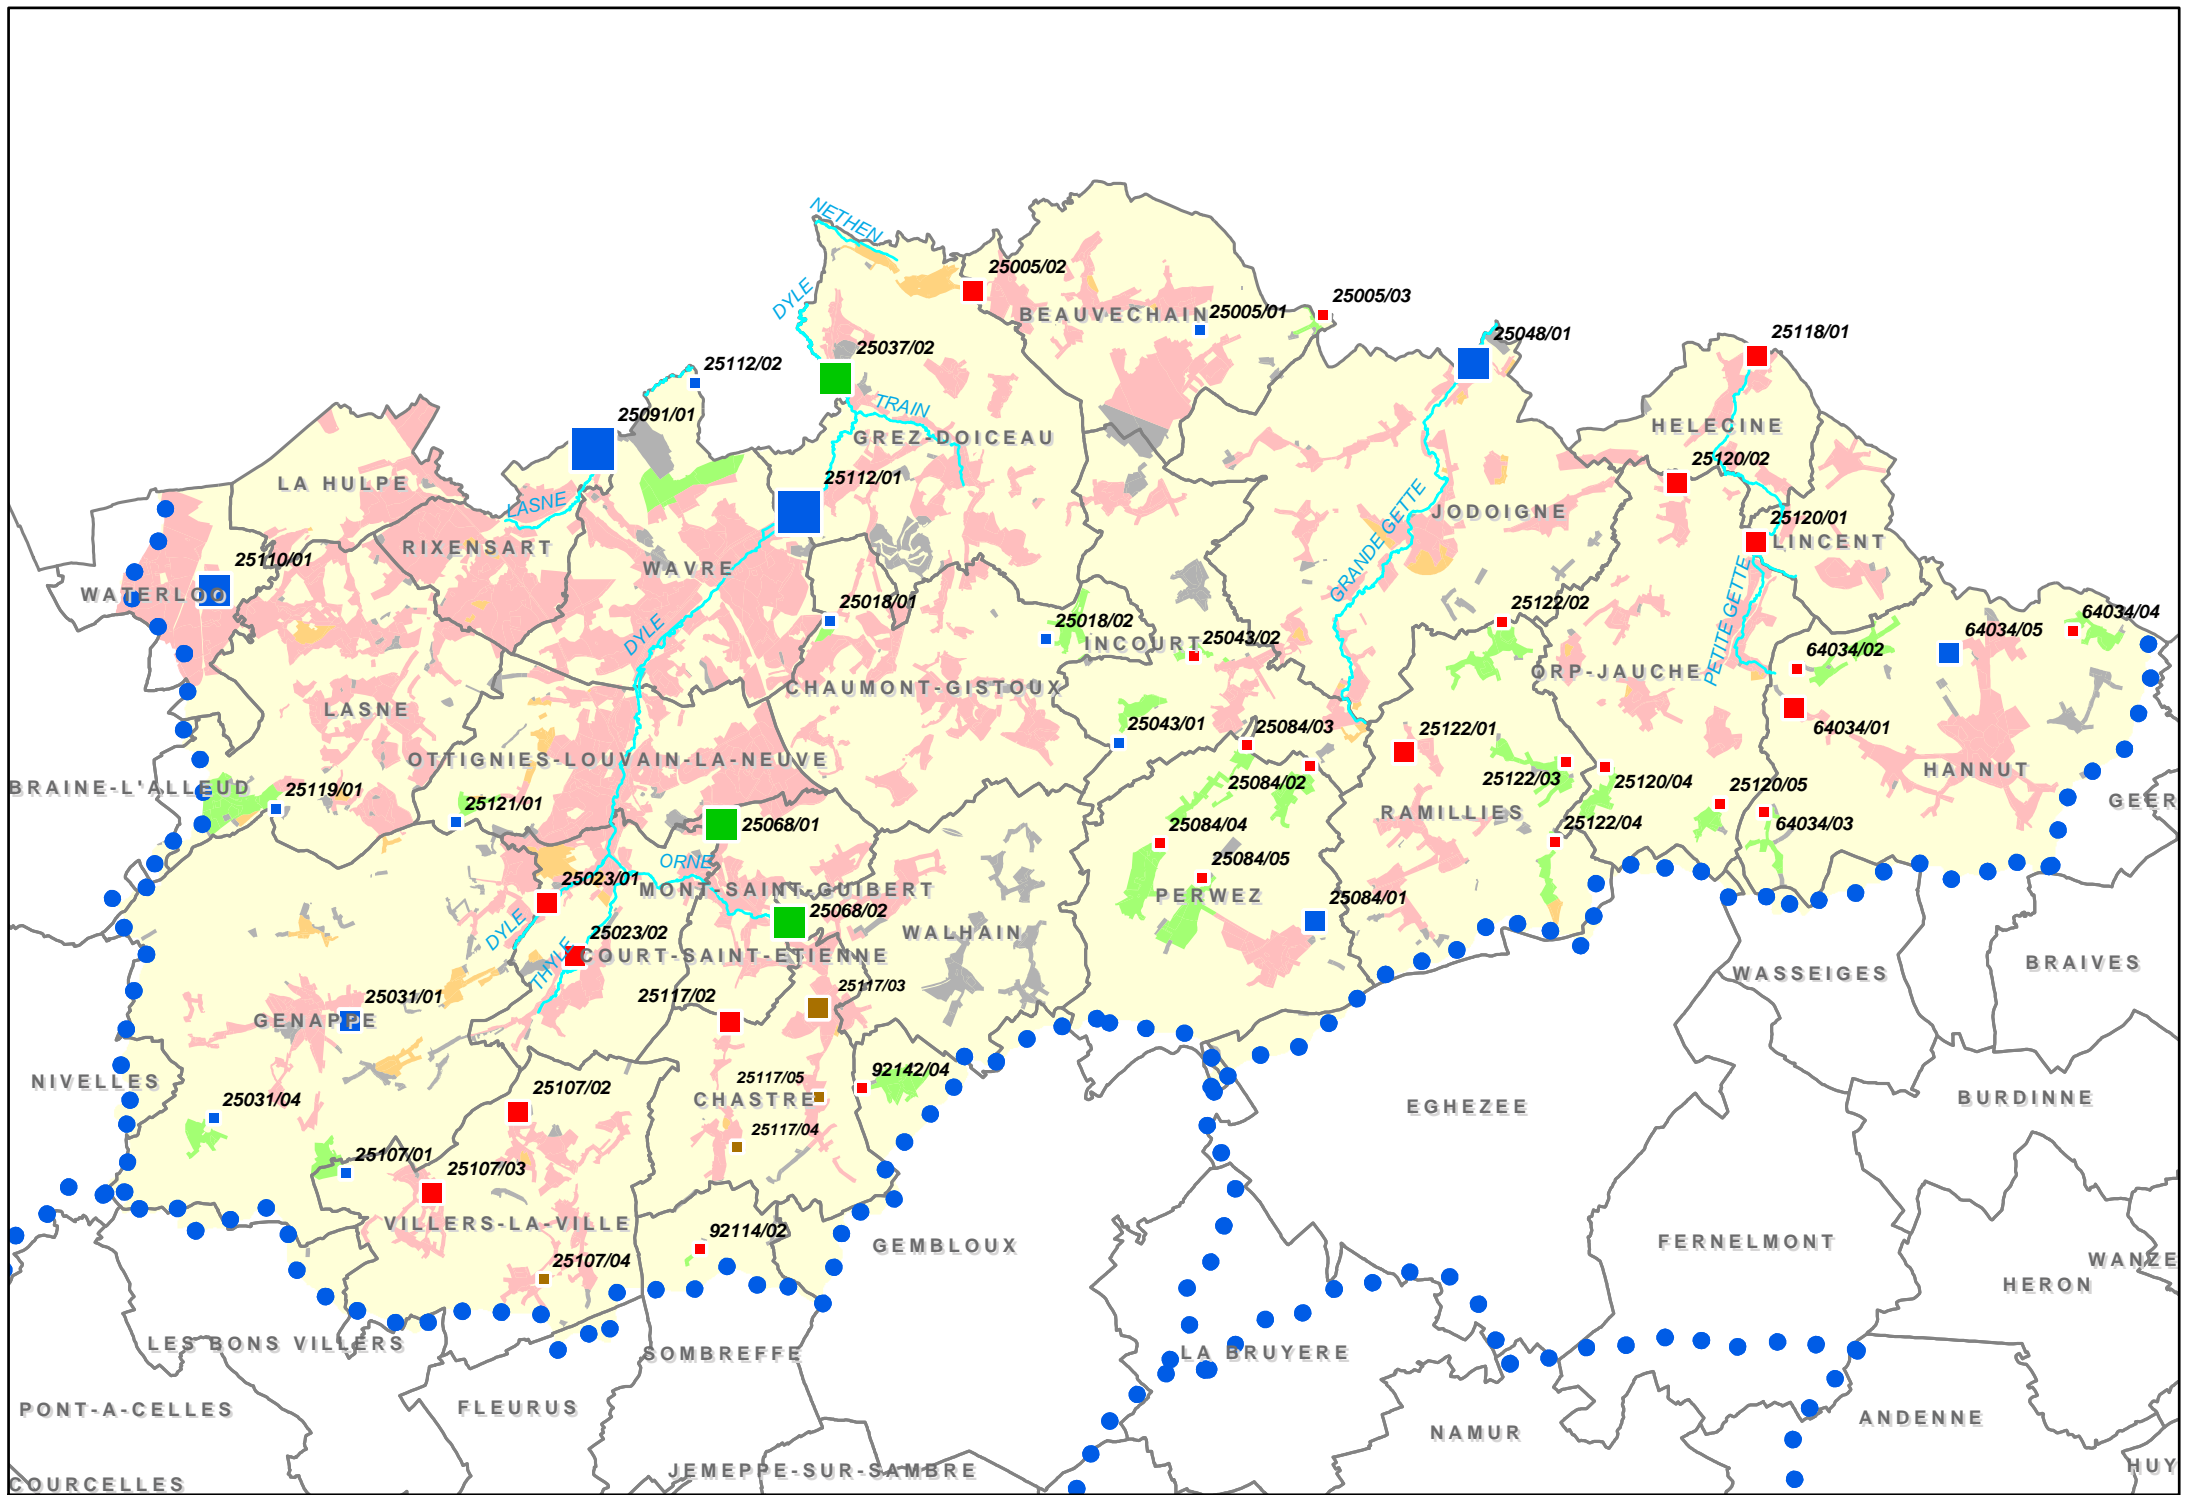 NETHEN
25005/02
DYLE
25005/03
BEAUVECHAIN
25005/01
25048/01
25118/01
25037/02
25112/02
TRAIN
25091/01
GREZ-DOICEAU
HELECINE
25120/02
LA HULPE
25112/01
LASNE
GRANDE GETTE
JODOIGNE
25120/01
RIXENSART
LINCENT
25110/01
WAVRE
WATERLOO
25018/01
25122/02
64034/04
25018/02
DYLE
INCOURT
25043/02
64034/05
PETITE GETTE
64034/02
ORP-JAUCHE
CHAUMONT-GISTOUX
LASNE
25043/01
25084/03
25122/01
64034/01
OTTIGNIES-LOUVAIN-LA-NEUVE
25122/03
25120/04
HANNUT
BRAINE-L'ALLEUD
25119/01
25084/02
25120/05
25121/01
GEER
25068/01
25084/04
RAMILLIES
25122/04
64034/03
ORNE
25084/05
25023/01
MONT-SAINT-GUIBERT
PERWEZ
25084/01
25068/02
DYLE
25023/02
WALHAIN
THYLE
COURT-SAINT-ETIENNE
BRAIVES
WASSEIGES
25117/03
25031/01
25117/02
GENAPPE
NIVELLES
25117/05
92142/04
25107/02
CHASTRE
BURDINNE
25031/04
EGHEZEE
25117/04
25107/01
25107/03
VILLERS-LA-VILLE
92114/02
GEMBLOUX
FERNELMONT
25107/04
WANZE
HERON
LES BONS VILLERS
SOMBREFFE
LA BRUYERE
PONT-A-CELLES
FLEURUS
ANDENNE
NAMUR
JEMEPPE-SUR-SAMBRE
HUY
COURCELLES